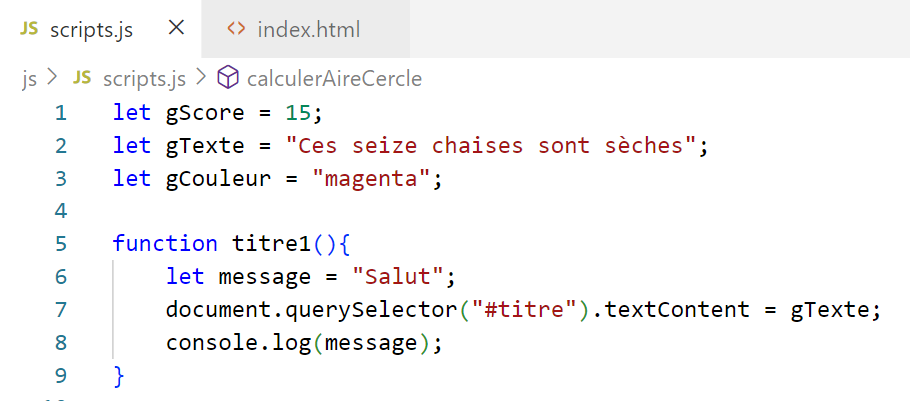 JS scripts.js × <> index.html
js > JS scripts.js > calculerAireCercle
1 let gScore = 15;
2 let gTexte = "Ces seize chaises sont sèches";
3 let gCouleur = "magenta";
4
5 function titre1(){
6 let message = "Salut";
7 document.querySelector("#titre").textContent = gTexte;
8 console.log(message);
9 }